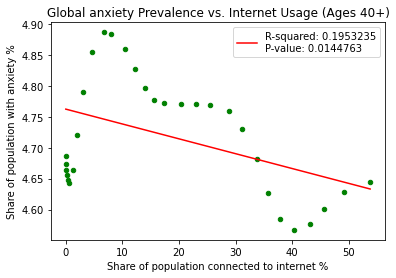 Global anxiety Prevalence vs. Internet Usage (Ages 40+)
R-squared: 0.1953235
P-value: 0.0144763
4.90
4.85
4.80
4.75
4.70
4.65
4.60
Share of population with anxiety %
0 10 20 30 40 50
Share of population connected to internet %